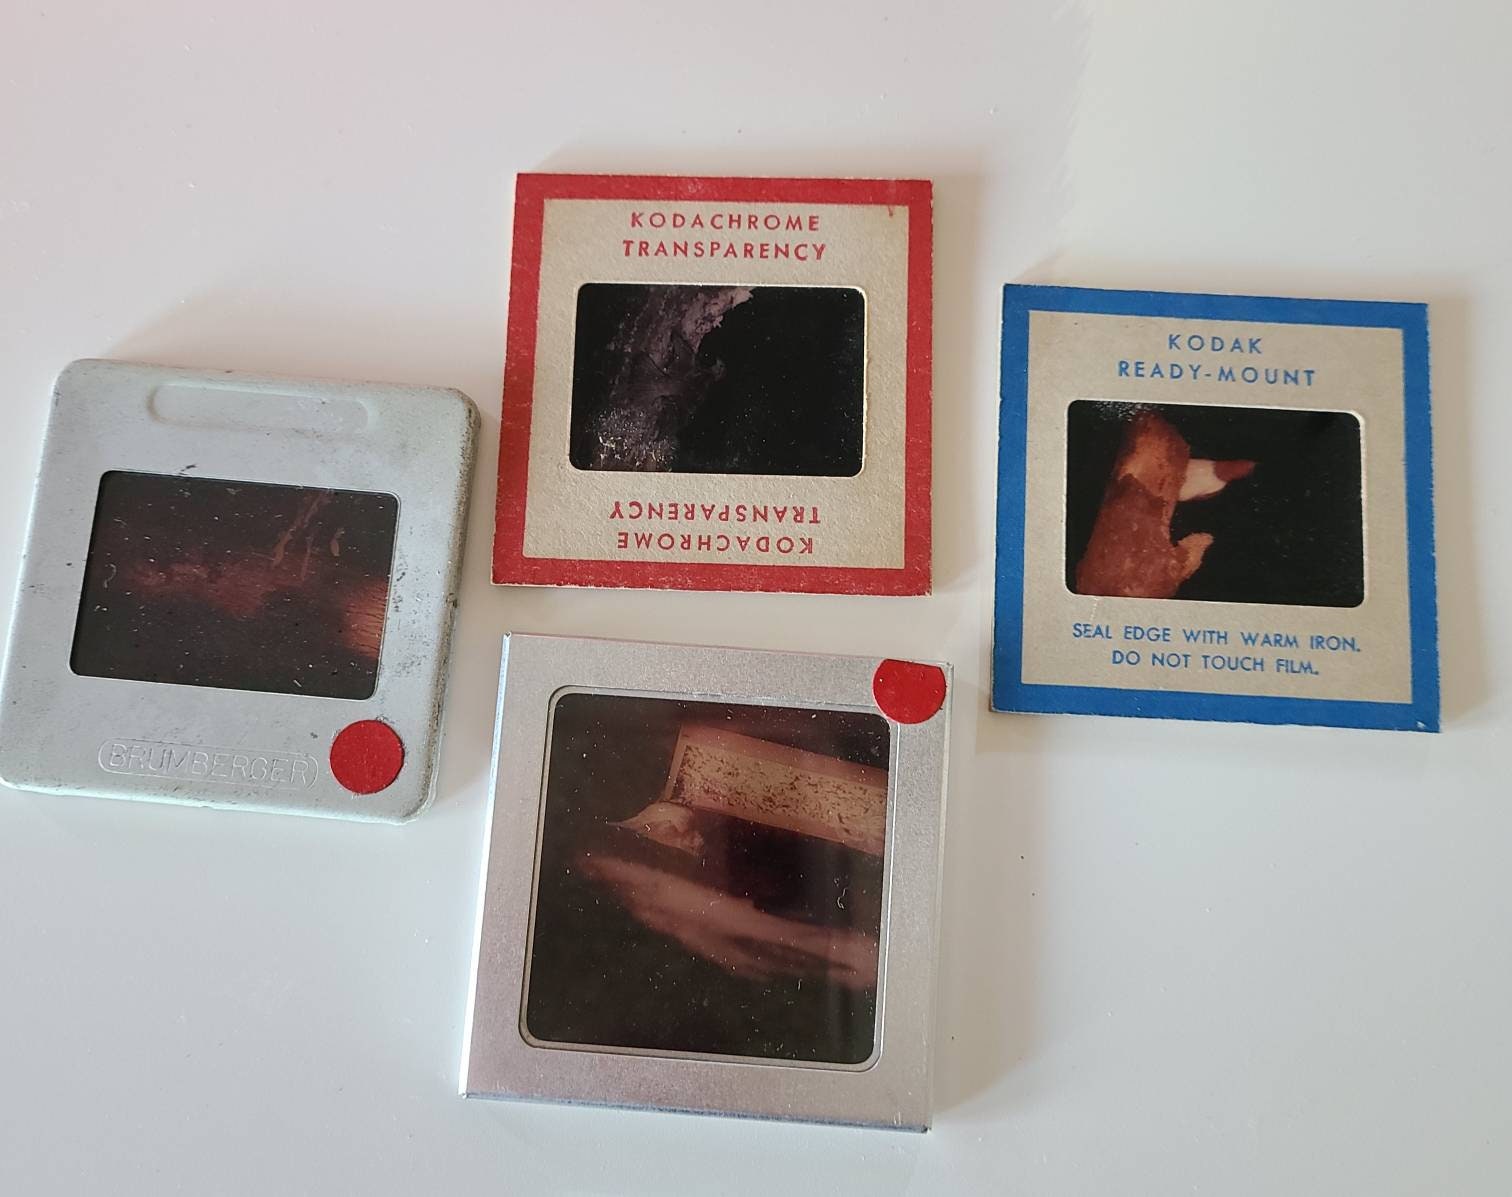 KODACHROME
TRANSPARENCY
TRANSPARENCY
KODACHROME
KODAK
READY-MOUNT
SEAL EDGE WITH WARM IRON.
DO NOT TOUCH FILM.
BRUMBERGER